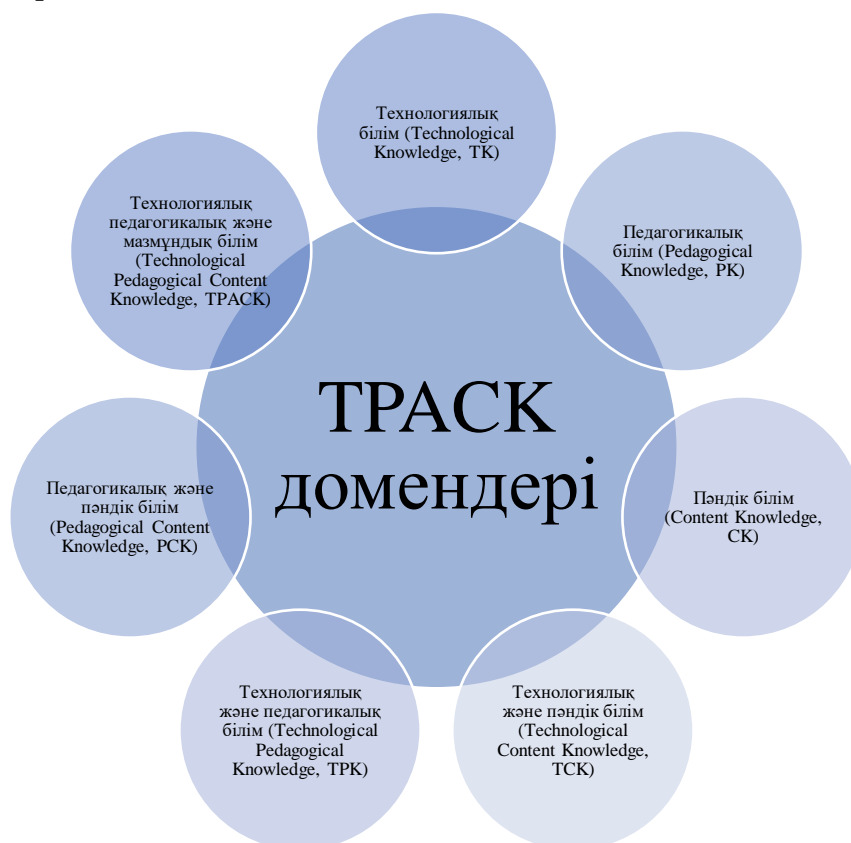 Технологиялық
білім (Technological
Knowledge, TK)
Педагогикалық
білім (Pedagogical
Knowledge, PK)
Пәндік білім
(Content Knowledge,
CK)
Технологиялық
және пәндік білім
(Technological
Content Knowledge,
TCK)
Технологиялық
және педагогикалық
білім (Technological
Pedagogical
Knowledge, TPK)
Педагогикалық және
пәндік білім
(Pedagogical Content
Knowledge, PCK)
Технологиялық
педагогикалық және
мазмұндық білім
(Technological
Pedagogical Content
Knowledge, TPACK)
TPACK
домендері